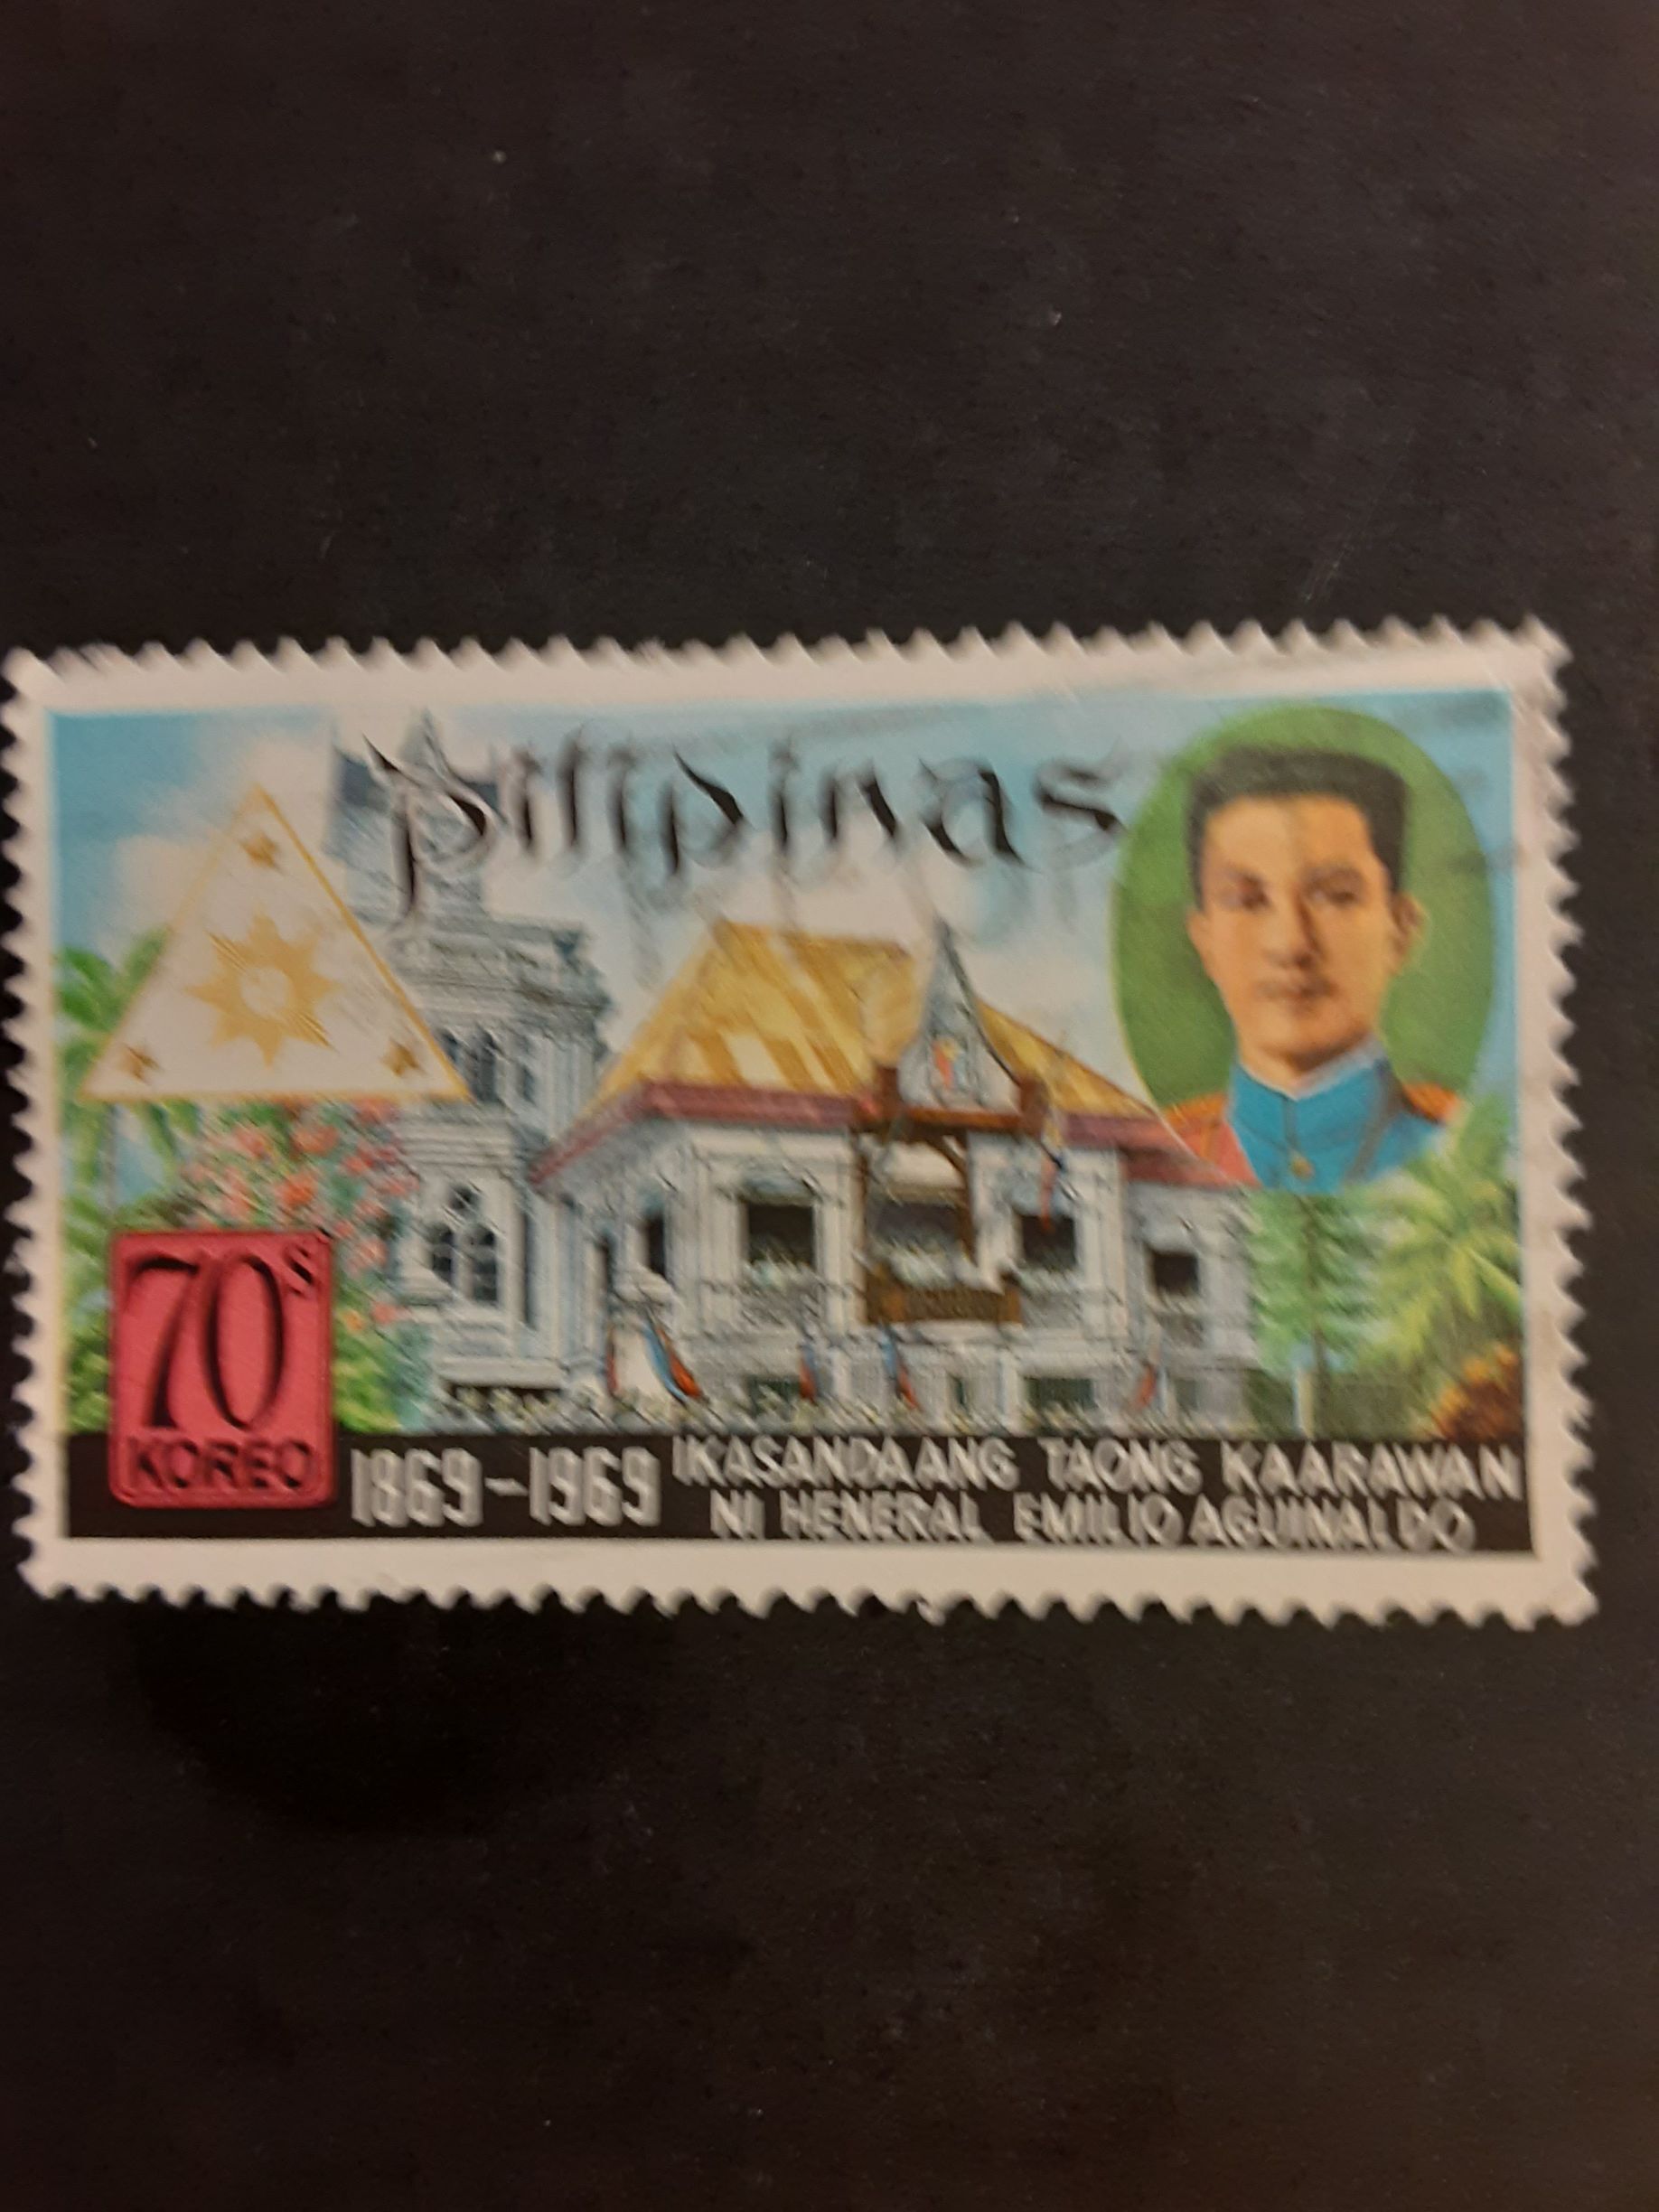 Pilipinas
70s
KOREO
1869-1969
IKASANDAANG TAONG KAARAWAN
NI HENERAL EMILIO AGUINALDO